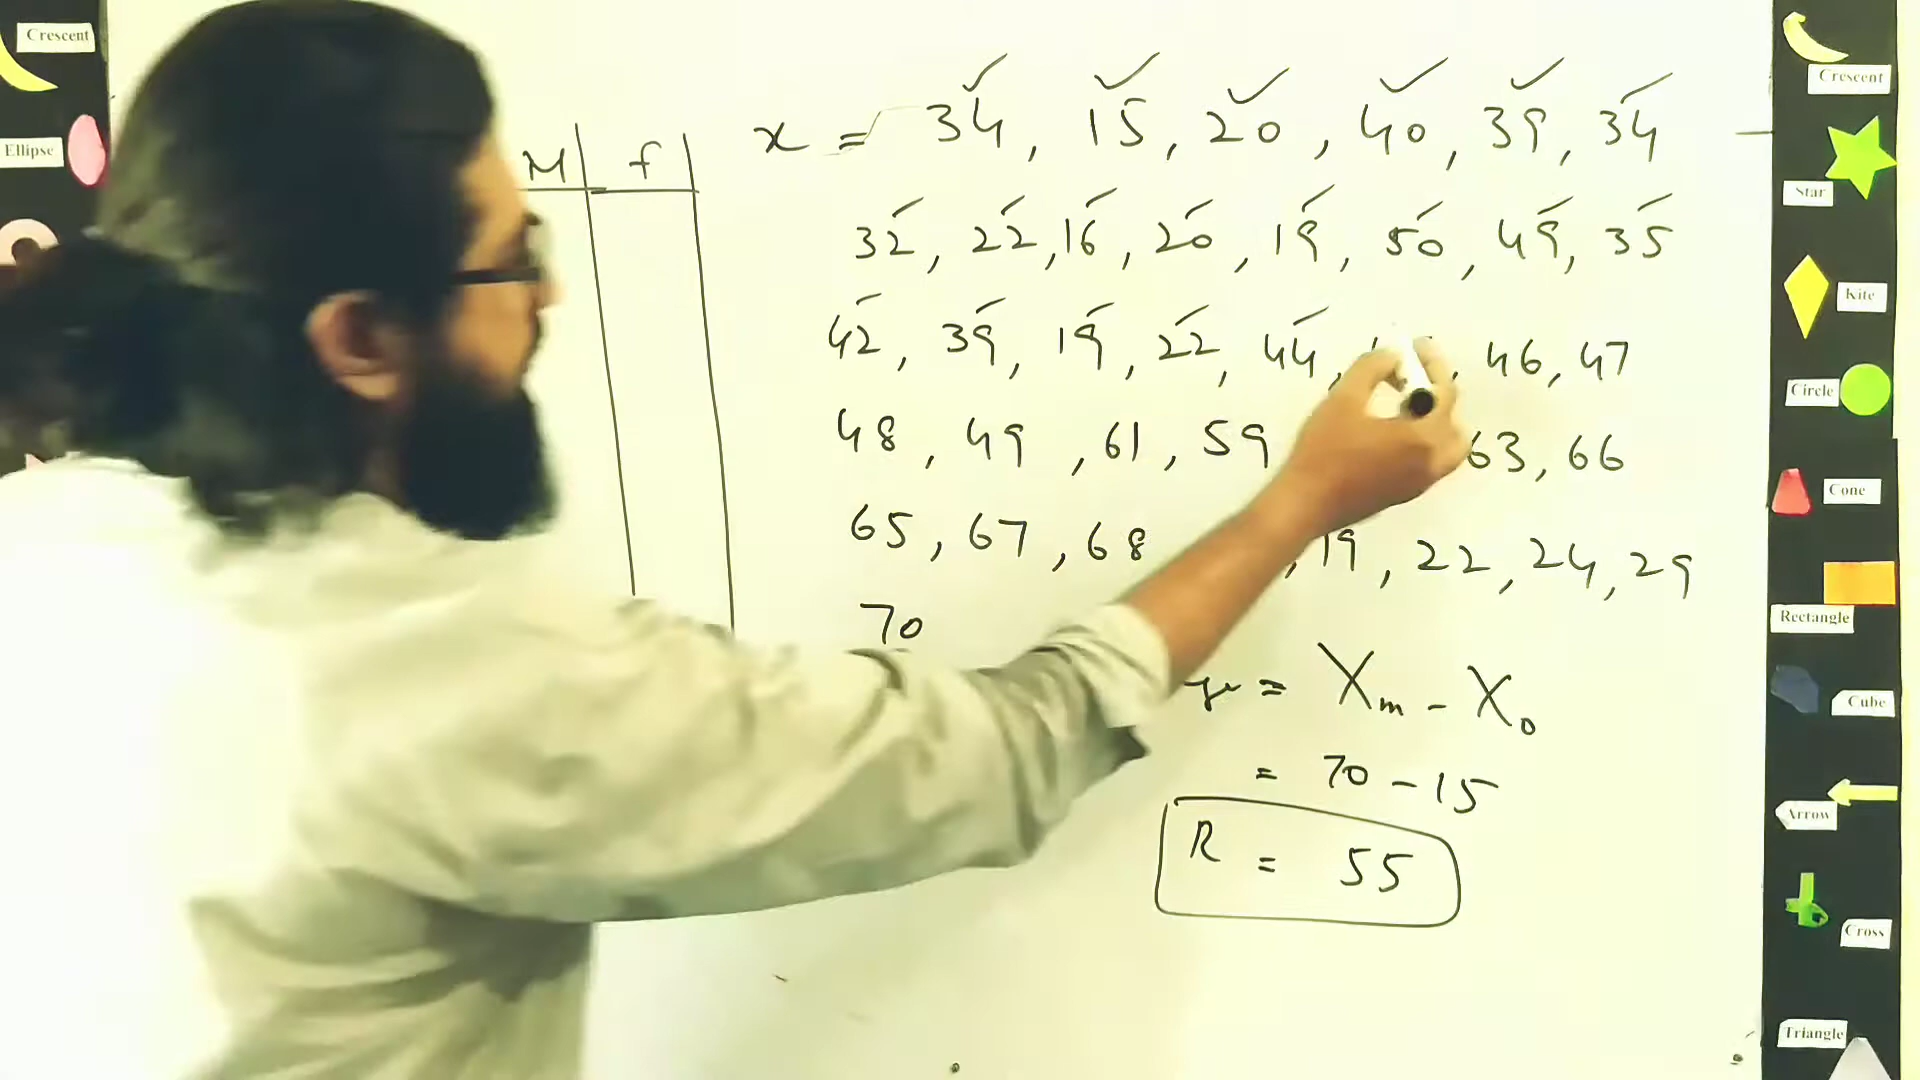 Crescent
Ellipse
M f
x = 34, 15, 20, 40, 39, 34
32, 22, 16, 20, 19, 50, 49, 35
42, 39, 19, 22, 44, , 46, 47
48, 49, 61, 59 63, 66
65, 67, 68 , 19, 22, 24, 29
70
= Xm - X0
= 70 - 15
R = 55
Crescent
Star
Kite
Circle
Cone
Rectangle
Cube
Arrow
Cross
Triangle